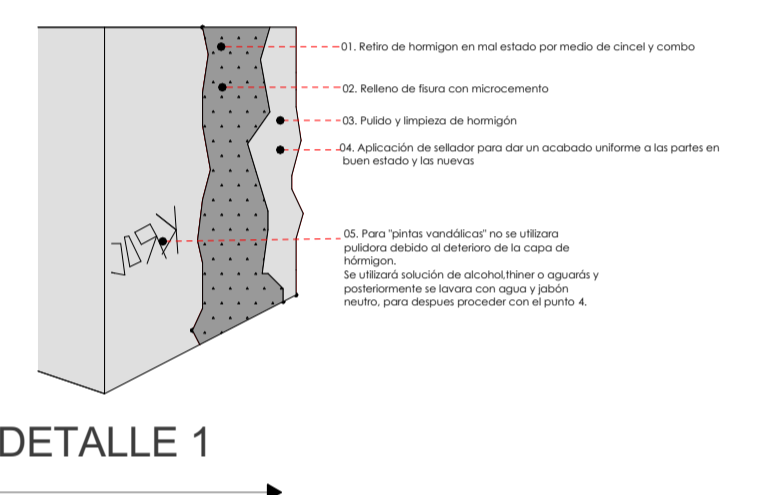 01. Retiro de hormigon en mal estado por medio de cincel y combo
02. Relleno de fisura con microcemento
03. Pulido y limpieza de hormigón
04. Aplicación de sellador para dar un acabado uniforme a las partes en
buen estado y las nuevas
05. Para "pintas vandálicas" no se utilizara
pulidora debido al deterioro de la capa de
hórmigon.
Se utilizará solución de alcohol,thiner o aguarás y
posteriormente se lavara con agua y jabón
neutro, para despues proceder con el punto 4.
DETALLE 1